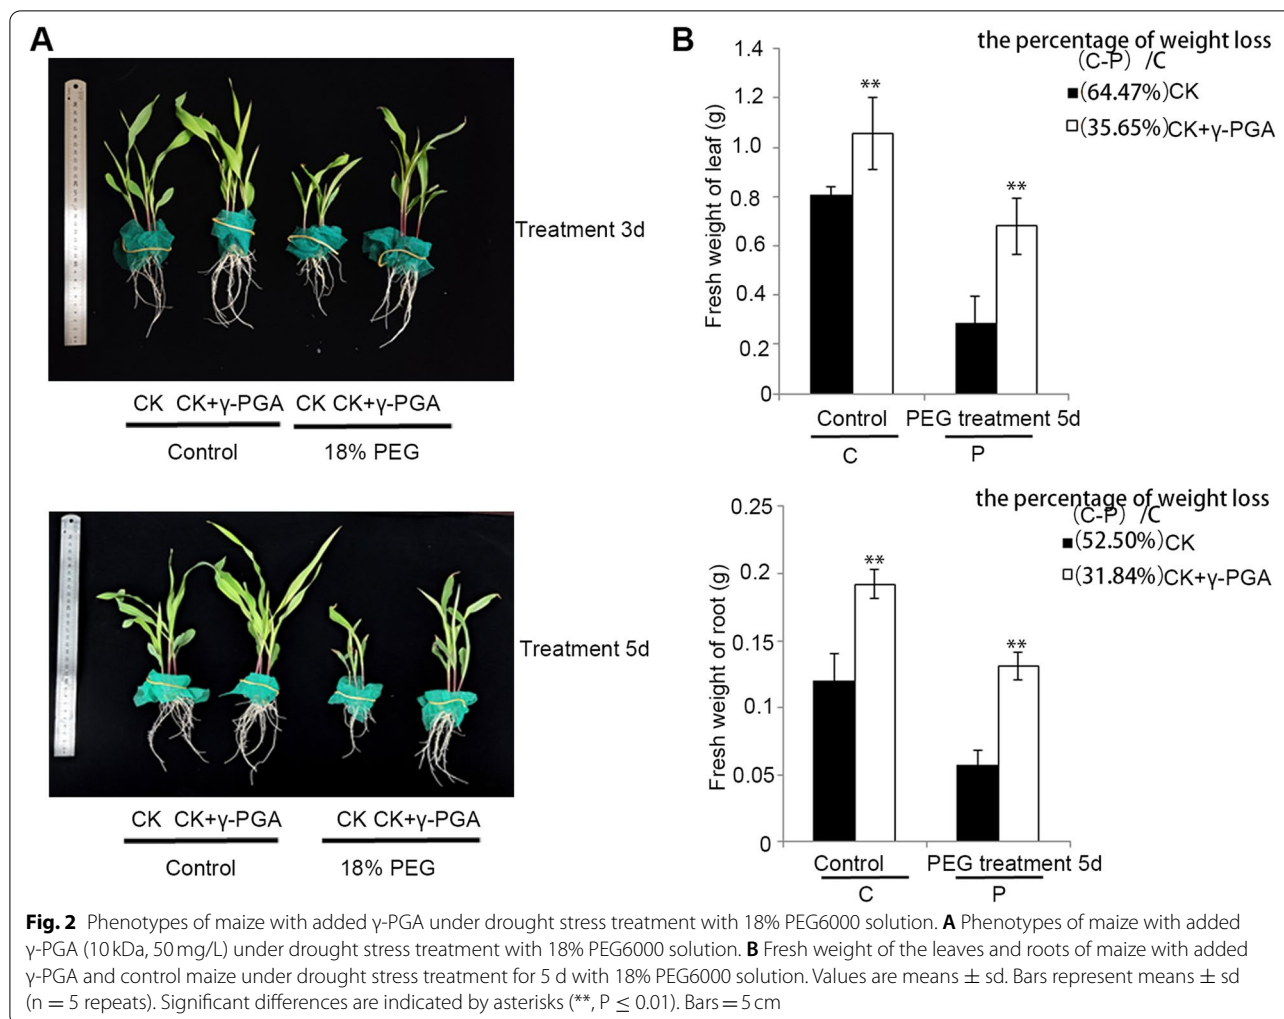 A
Treatment 3d
CK CK+γ-PGA CK CK+γ-PGA
Control 18% PEG
Treatment 5d
CK CK+γ-PGA CK CK+γ-PGA
Control 18% PEG
B
the percentage of weight loss
(C-P) /C
(64.47%)CK
(35.65%)CK+γ-PGA
Fresh weight of leaf (g)
1.4
1.2
1.0
0.8
0.6
0.4
0.2
0
**
**
Control PEG treatment 5d
C P
the percentage of weight loss
(C-P) /C
(52.50%)CK
(31.84%)CK+γ-PGA
Fresh weight of root (g)
0.25
0.2
0.15
0.1
0.05
0
**
**
Control PEG treatment 5d
C P
Fig. 2 Phenotypes of maize with added γ-PGA under drought stress treatment with 18% PEG6000 solution. A Phenotypes of maize with added
γ-PGA (10 kDa, 50 mg/L) under drought stress treatment with 18% PEG6000 solution. B Fresh weight of the leaves and roots of maize with added
γ-PGA and control maize under drought stress treatment for 5 d with 18% PEG6000 solution. Values are means ± sd. Bars represent means ± sd
(n = 5 repeats). Significant differences are indicated by asterisks (**, P ≤ 0.01). Bars = 5 cm